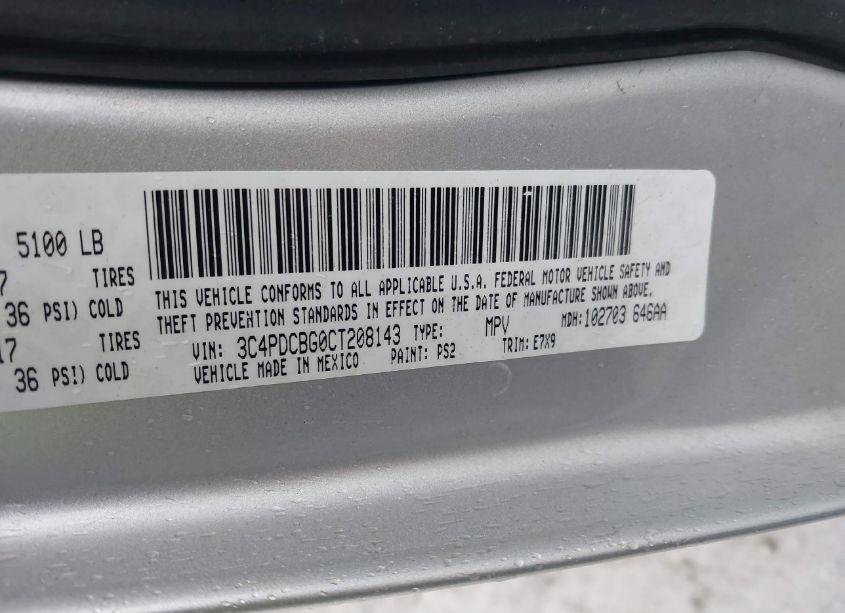 5100 LB
7 TIRES
36 PSI) COLD
17 TIRES
36 PSI) COLD
THIS VEHICLE CONFORMS TO ALL APPLICABLE U.S.A. FEDERAL MOTOR VEHICLE SAFETY AND
THEFT PREVENTION STANDARDS IN EFFECT ON THE DATE OF MANUFACTURE SHOWN ABOVE.
VIN: 3C4PDCBG0CT208143 TYPE: MPV MDH:102703 646AA
VEHICLE MADE IN MEXICO PAINT: PS2 TRIM: E7X9